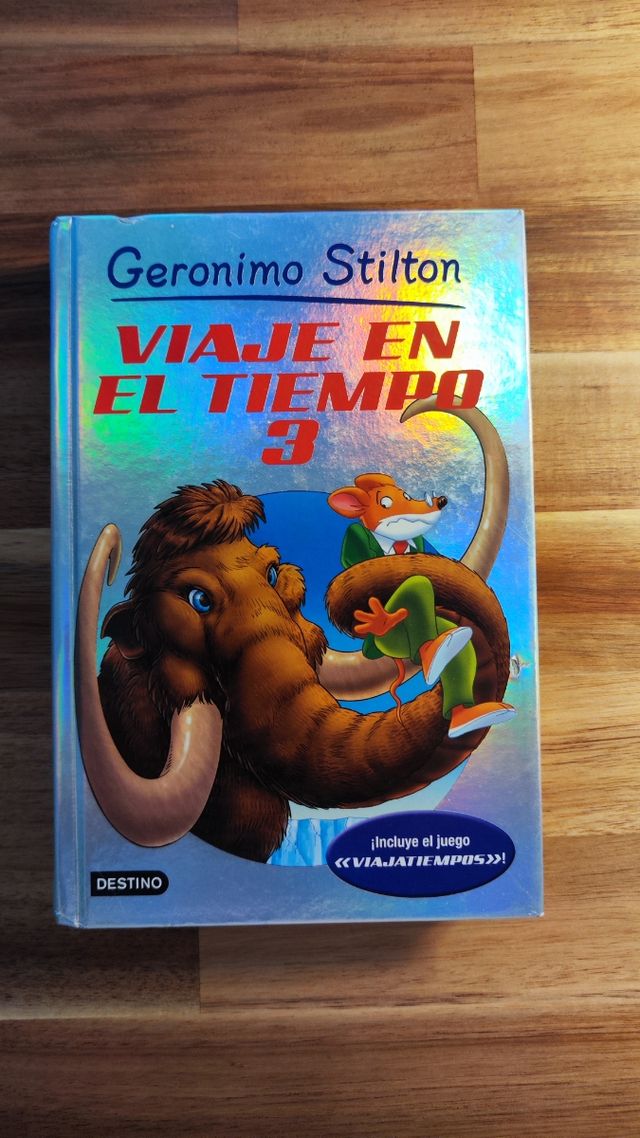 Geronimo Stilton
VIAJE EN
EL TIEMPO
3
¡Incluye el juego
«VIAJATIEMPOS»!
DESTINO